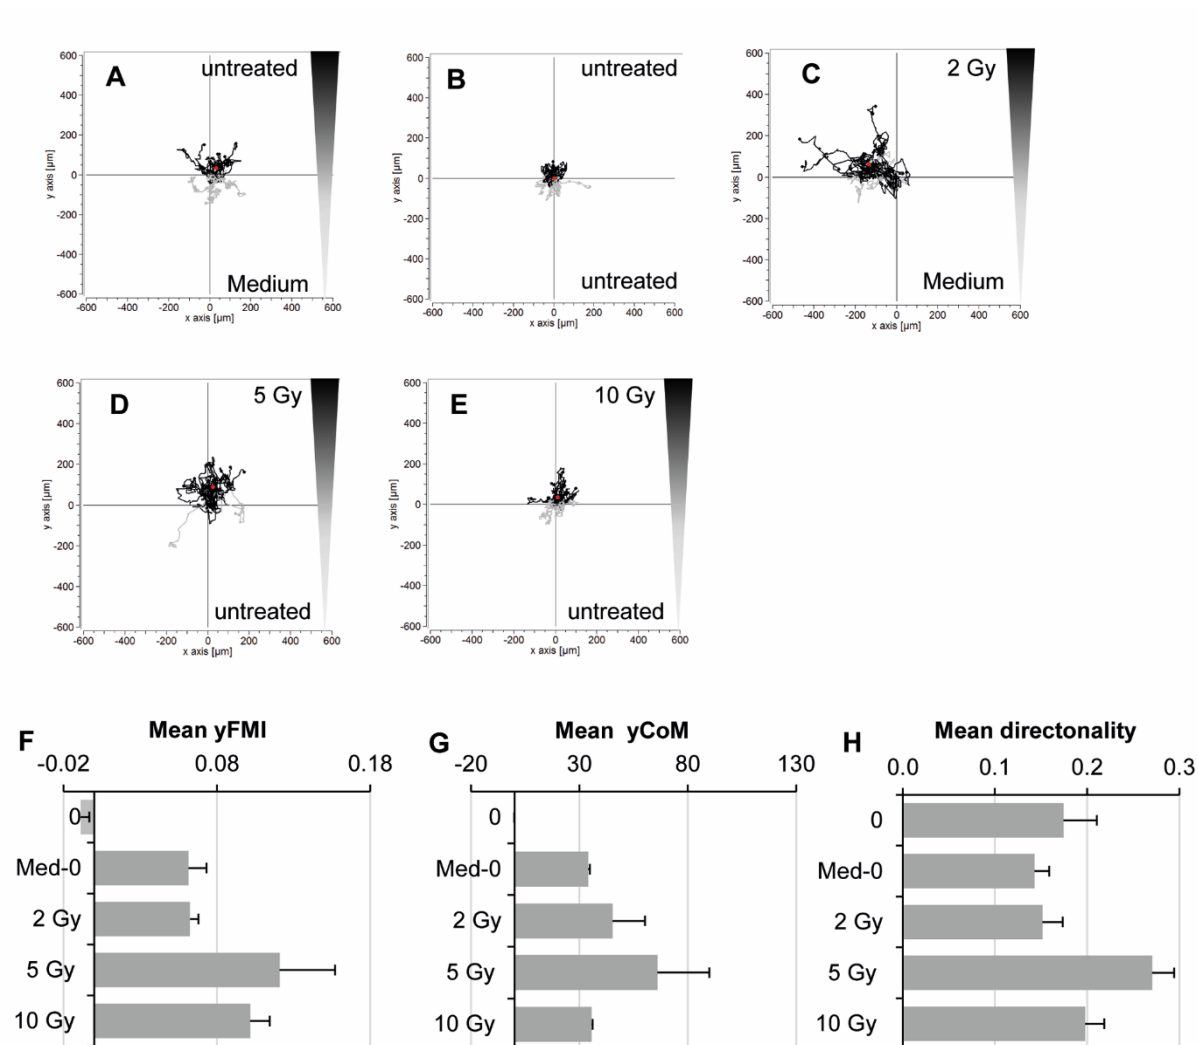 A
untreated
600
400
200
0
-200
-400
-600
y axis [µm]
Medium
-600 -400 -200 0 200 400 600
x axis [µm]
B
untreated
600
400
200
0
-200
-400
-600
y axis [µm]
untreated
-600 -400 -200 0 200 400 600
x axis [µm]
C
2 Gy
600
400
200
0
-200
-400
-600
y axis [µm]
Medium
-600 -400 -200 0 200 400 600
x axis [µm]
D
5 Gy
600
400
200
0
-200
-400
-600
y axis [µm]
untreated
-600 -400 -200 0 200 400 600
x axis [µm]
E
10 Gy
600
400
200
0
-200
-400
-600
y axis [µm]
untreated
-600 -400 -200 0 200 400 600
x axis [µm]
F
Mean yFMI
-0.02 0.08 0.18
0
Med-0
2 Gy
5 Gy
10 Gy
G
Mean yCoM
-20 30 80 130
0
Med-0
2 Gy
5 Gy
10 Gy
H
Mean directonality
0.0 0.1 0.2 0.3
0
Med-0
2 Gy
5 Gy
10 Gy